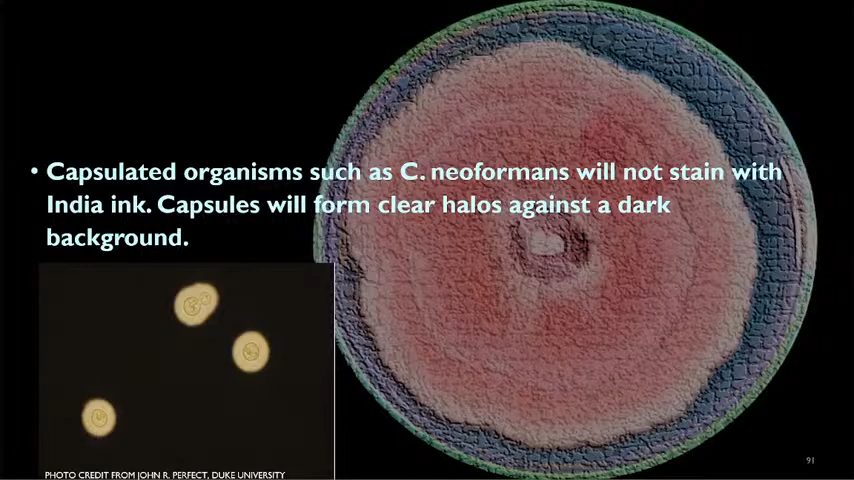 • Capsulated organisms such as C. neoformans will not stain with
India ink. Capsules will form clear halos against a dark
background.
PHOTO CREDIT FROM JOHN R. PERFECT, DUKE UNIVERSITY
91